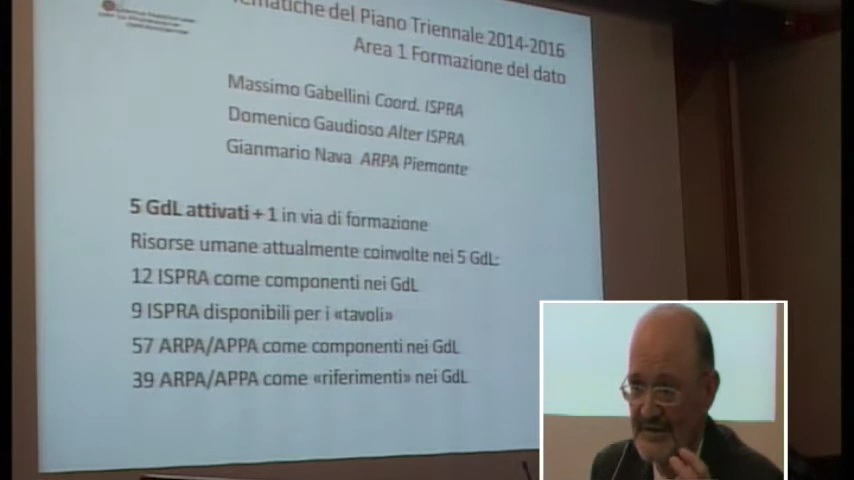 Tematiche del Piano Triennale 2014-2016
Area 1 Formazione del dato
Massimo Gabellini Coord. ISPRA
Domenico Gaudioso Alter ISPRA
Gianmario Nava ARPA Piemonte
5 GdL attivati + 1 in via di formazione
Risorse umane attualmente coinvolte nei 5 GdL:
12 ISPRA come componenti nei GdL
9 ISPRA disponibili per i «tavoli»
57 ARPA/APPA come componenti nei GdL
39 ARPA/APPA come «riferimenti» nei GdL